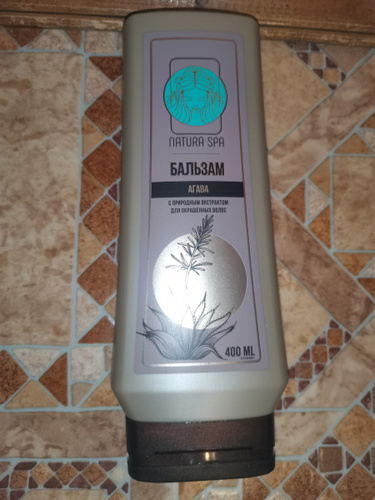 NATURA SPA
БАЛЬЗАМ
АГАВА
С ПРИРОДНЫМ ЭКСТРАКТОМ
ДЛЯ ОКРАШЕННЫХ ВОЛОС
400 ML